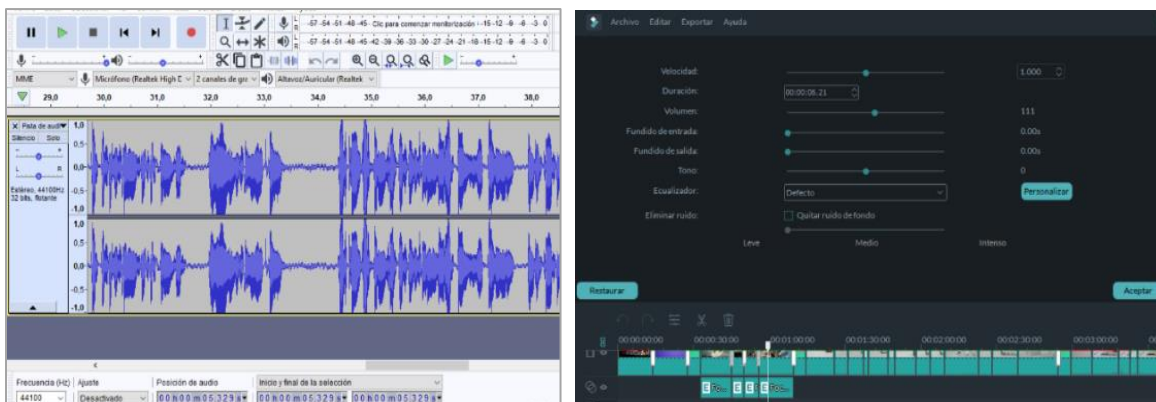 -57 -54 -51 -48 -45 Clic para comenzar monitorización -15 -12 -9 -6 -3 0
-57 -54 -51 -48 -45 -42 -39 -36 -33 -30 -27 -24 -21 -18 -15 -12 -9 -6 -3 0
MME
Micrófono (Realtek High D
2 canales de gra
Altavoz/Auricular (Realtek
29,0 30,0 31,0 32,0 33,0 34,0 35,0 36,0 37,0 38,0
X Pista de audi
Silencio Solo
- +
L R
Estéreo, 44100Hz
32 bits, flotante
1,0
0,5
0,0
-0,5
-1,0
1,0
0,5
0,0
-0,5
-1,0
Frecuencia (Hz) Ajuste Posición de audio Inicio y final de la selección
44100 Desactivado 00h00m05.329s 00h00m05.329s 00h00m05.329s
Archivo Editar Exportar Ayuda
Velocidad: 1.000
Duración: 00:00:06.21
Volumen: 111
Fundido de entrada: 0.00s
Fundido de salida: 0.00s
Tono: 0
Ecualizador: Defecto Personalizar
Eliminar ruido: Quitar ruido de fondo
Leve Medio Intenso
Restaurar Aceptar
00:00:00:00 00:00:30:00 00:01:00:00 00:01:30:00 00:02:00:00 00:02:30:00 00:03:00:00